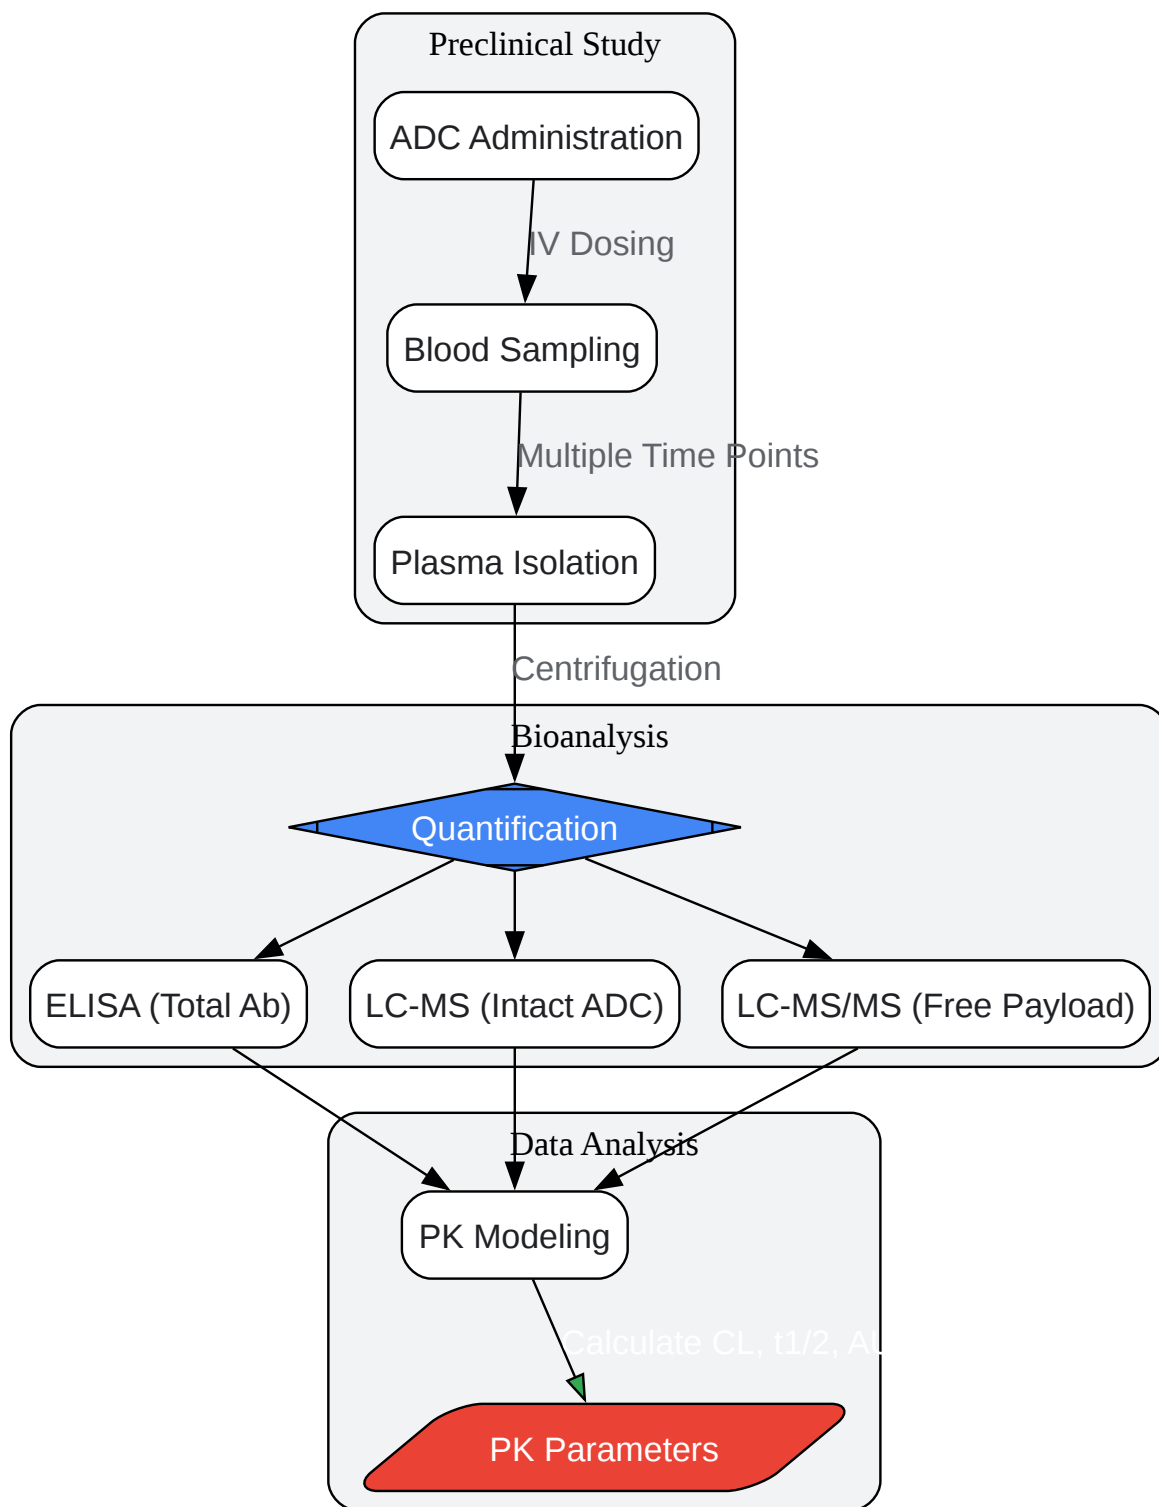 Preclinical Study
ADC Administration
IV Dosing
Blood Sampling
Multiple Time Points
Plasma Isolation
Centrifugation
Bioanalysis
Quantification
ELISA (Total Ab)
LC-MS (Intact ADC)
LC-MS/MS (Free Payload)
Data Analysis
PK Modeling
Calculate CL, t1/2,
PK Parameters